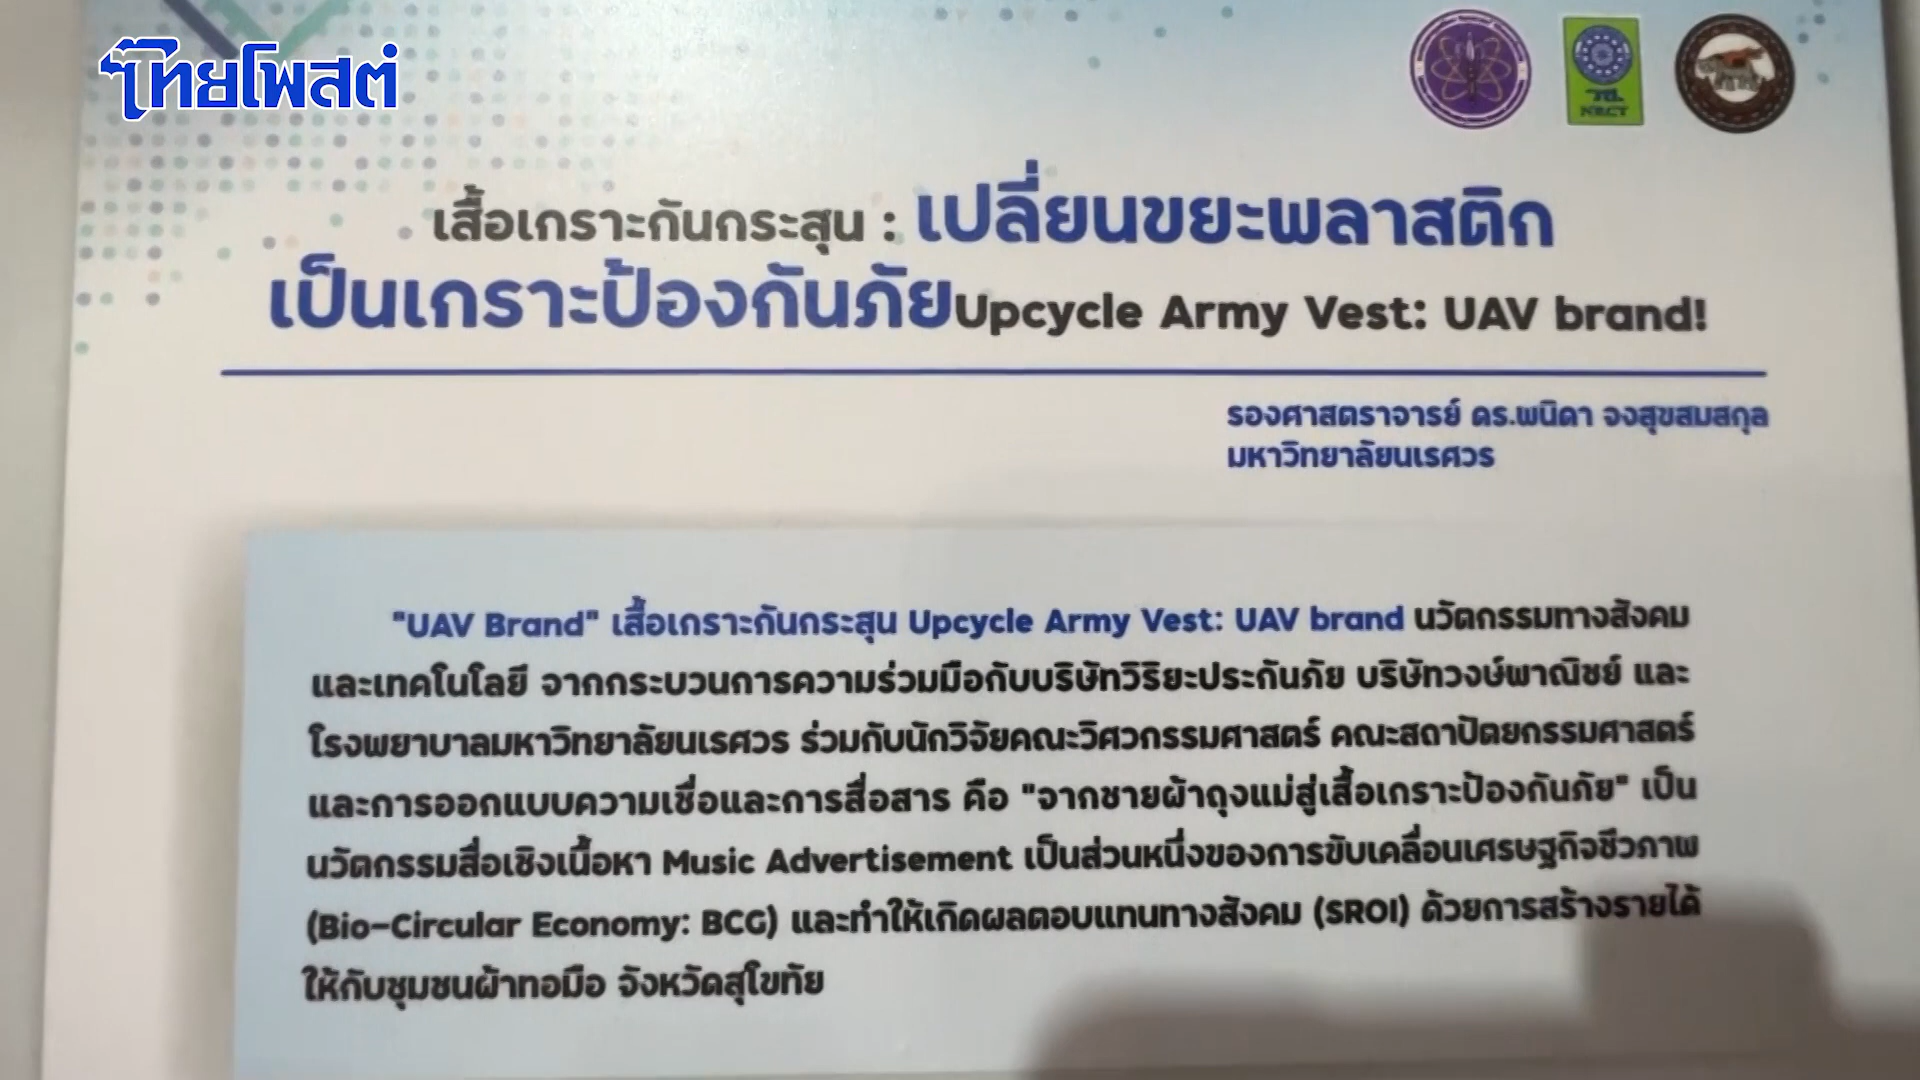 ไทยโพสต์
วช
NRCT
เสื้อเกราะกันกระสุน : เปลี่ยนขยะพลาสติก
เป็นเกราะป้องกันภัยUpcycle Army Vest: UAV brand!
รองศาสตราจารย์ ดร.พนิดา จงสุขสมสกุล
มหาวิทยาลัยนเรศวร
"UAV Brand" เสื้อเกราะกันกระสุน Upcycle Army Vest: UAV brand นวัตกรรมทางสังคม
และเทคโนโลยี จากกระบวนการความร่วมมือกับบริษัทวิริยะประกันภัย บริษัทวงษ์พาณิชย์ และ
โรงพยาบาลมหาวิทยาลัยนเรศวร ร่วมกับนักวิจัยคณะวิศวกรรมศาสตร์ คณะสถาปัตยกรรมศาสตร์
และการออกแบบความเชื่อและการสื่อสาร คือ "จากชายผ้าถุงแม่สู่เสื้อเกราะป้องกันภัย" เป็น
นวัตกรรมสื่อเชิงเนื้อหา Music Advertisement เป็นส่วนหนึ่งของการขับเคลื่อนเศรษฐกิจชีวภาพ
(Bio-Circular Economy: BCG) และทำให้เกิดผลตอบแทนทางสังคม (SROI) ด้วยการสร้างรายได้
ให้กับชุมชนผ้าทอมือ จังหวัดสุโขทัย